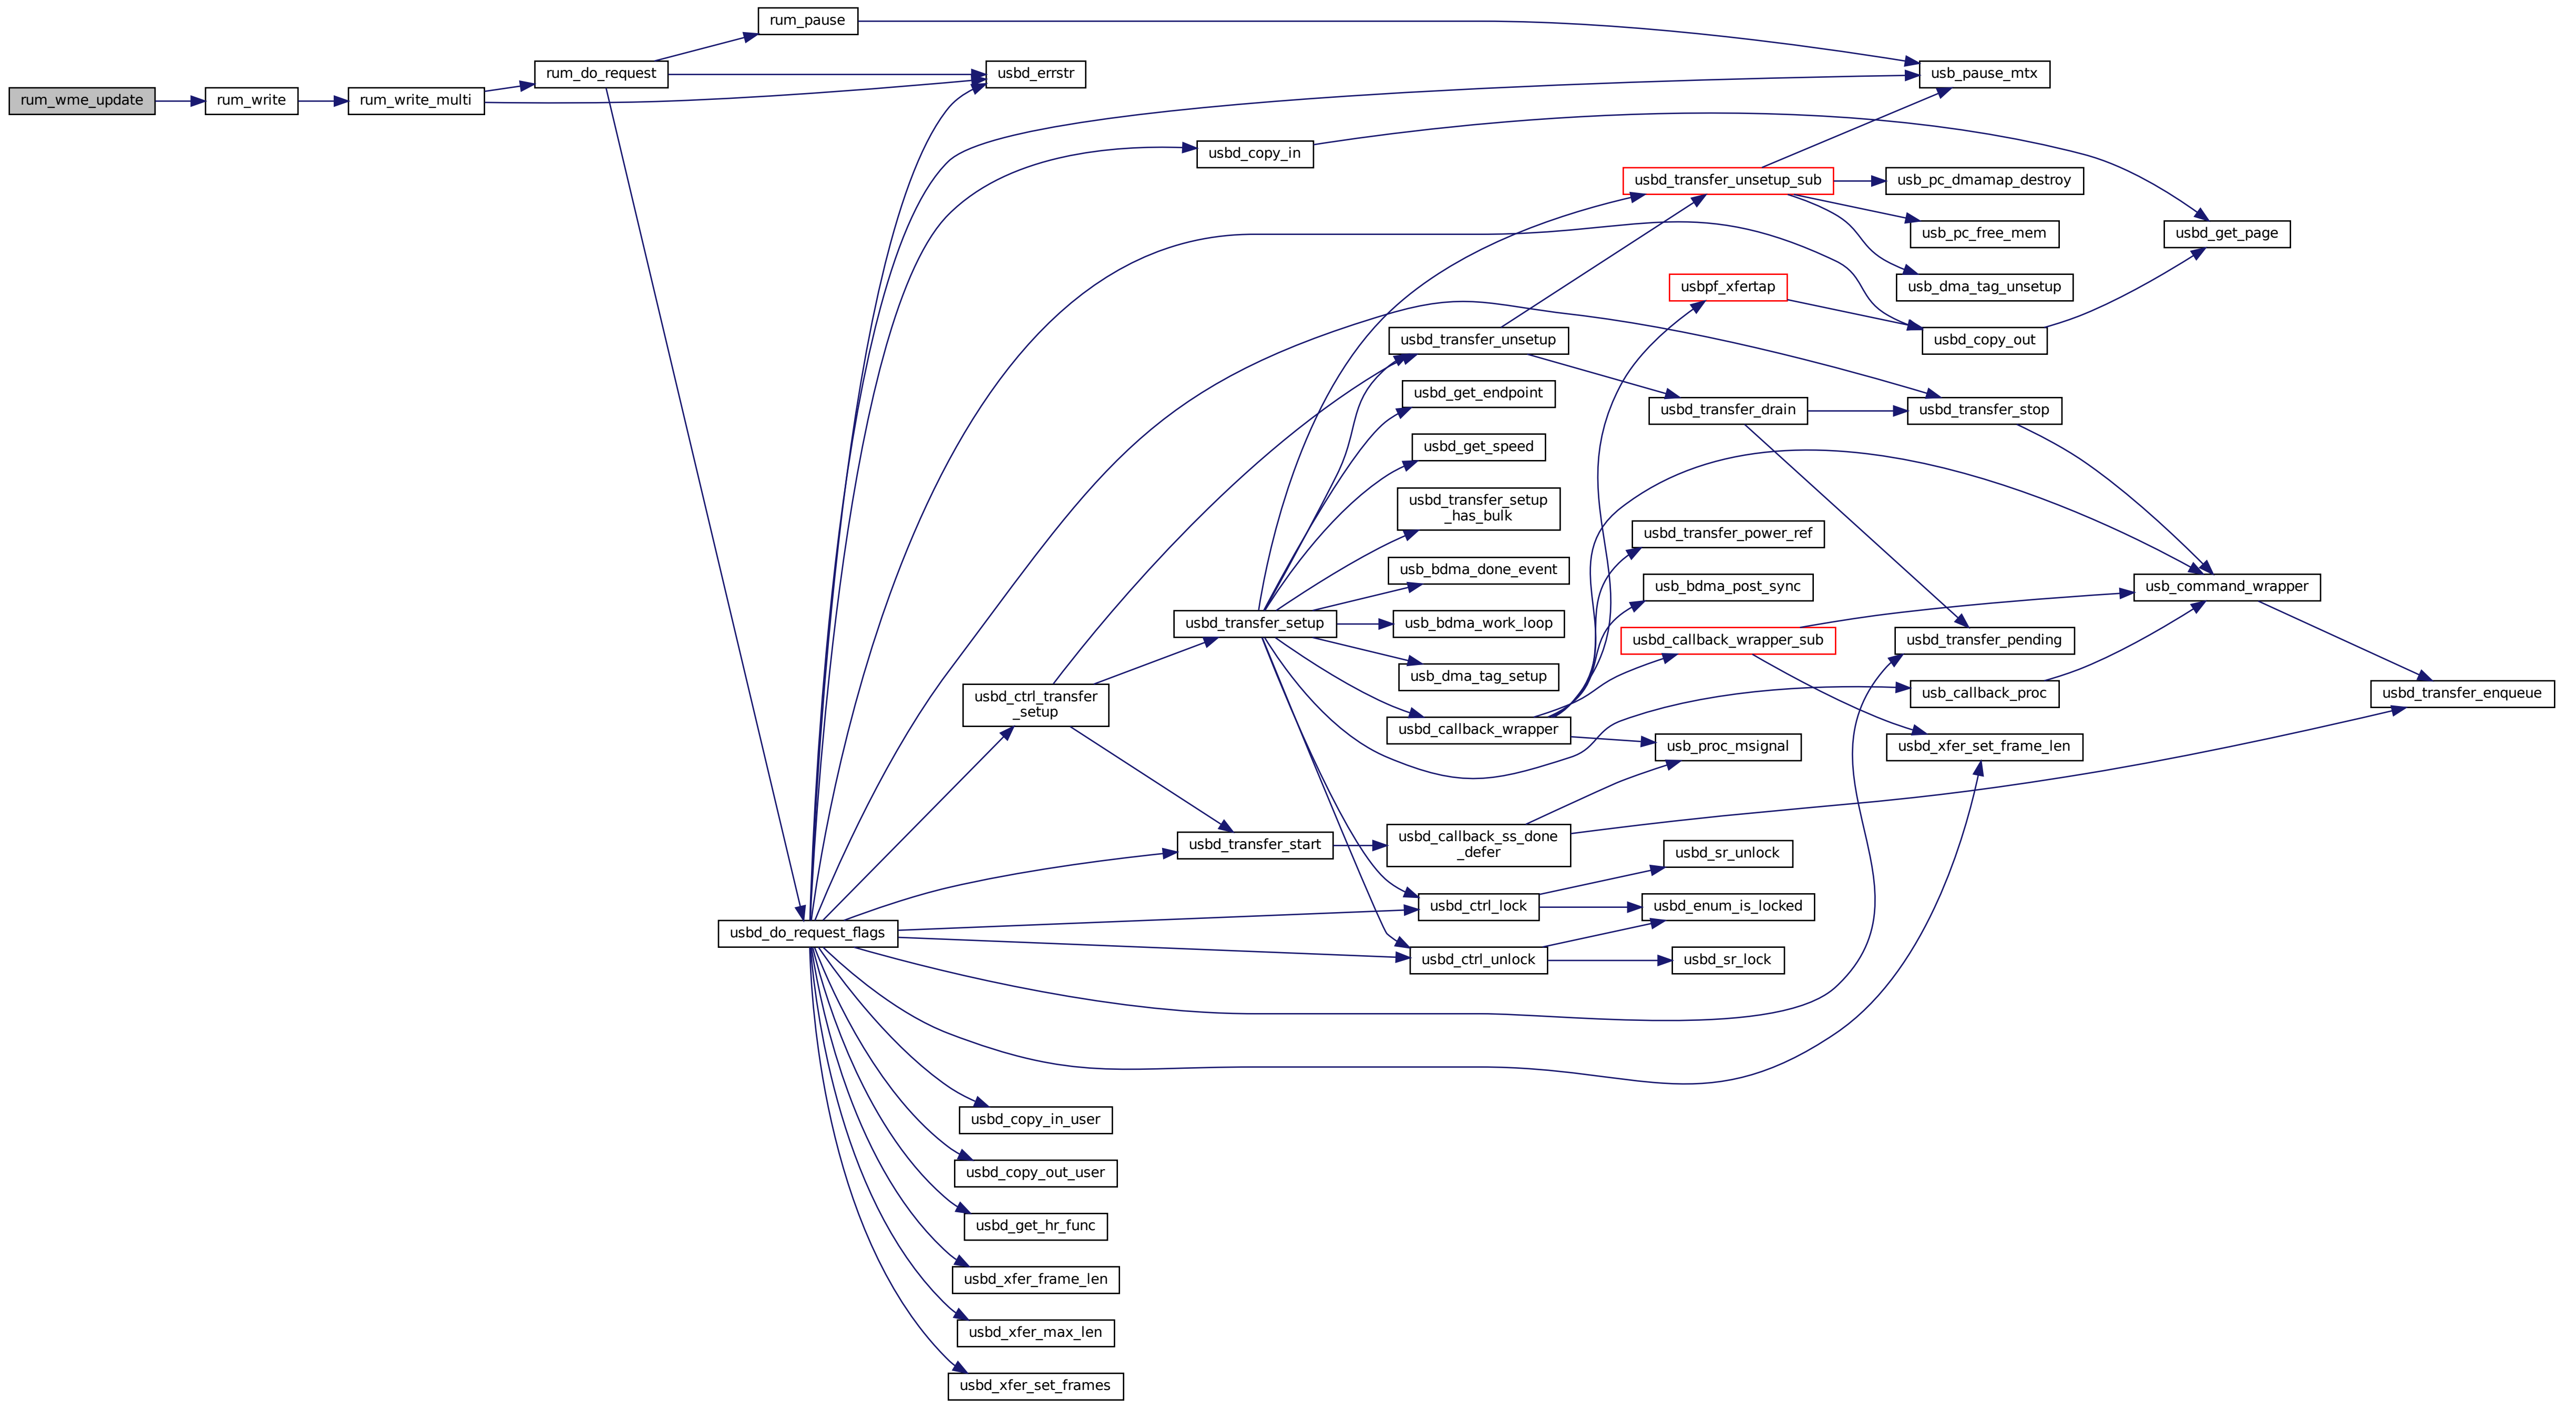 rum_wme_update
rum_write
rum_write_multi
rum_do_request
rum_pause
usbd_errstr
usbd_do_request_flags
usbd_copy_in
usbd_ctrl_transfer
_setup
usbd_transfer_setup
usbd_transfer_start
usbd_copy_in_user
usbd_copy_out_user
usbd_get_hr_func
usbd_xfer_frame_len
usbd_xfer_max_len
usbd_xfer_set_frames
usbd_transfer_unsetup
usbd_get_endpoint
usbd_get_speed
usbd_transfer_setup
_has_bulk
usb_bdma_done_event
usb_bdma_work_loop
usb_dma_tag_setup
usbd_callback_wrapper
usbd_callback_ss_done
_defer
usbd_ctrl_lock
usbd_ctrl_unlock
usbd_transfer_unsetup_sub
usbpf_xfertap
usbd_transfer_drain
usbd_transfer_power_ref
usb_bdma_post_sync
usbd_callback_wrapper_sub
usb_proc_msignal
usbd_sr_unlock
usbd_enum_is_locked
usbd_sr_lock
usb_pause_mtx
usb_pc_dmamap_destroy
usb_pc_free_mem
usb_dma_tag_unsetup
usbd_copy_out
usbd_transfer_stop
usbd_transfer_pending
usb_callback_proc
usbd_xfer_set_frame_len
usbd_get_page
usb_command_wrapper
usbd_transfer_enqueue